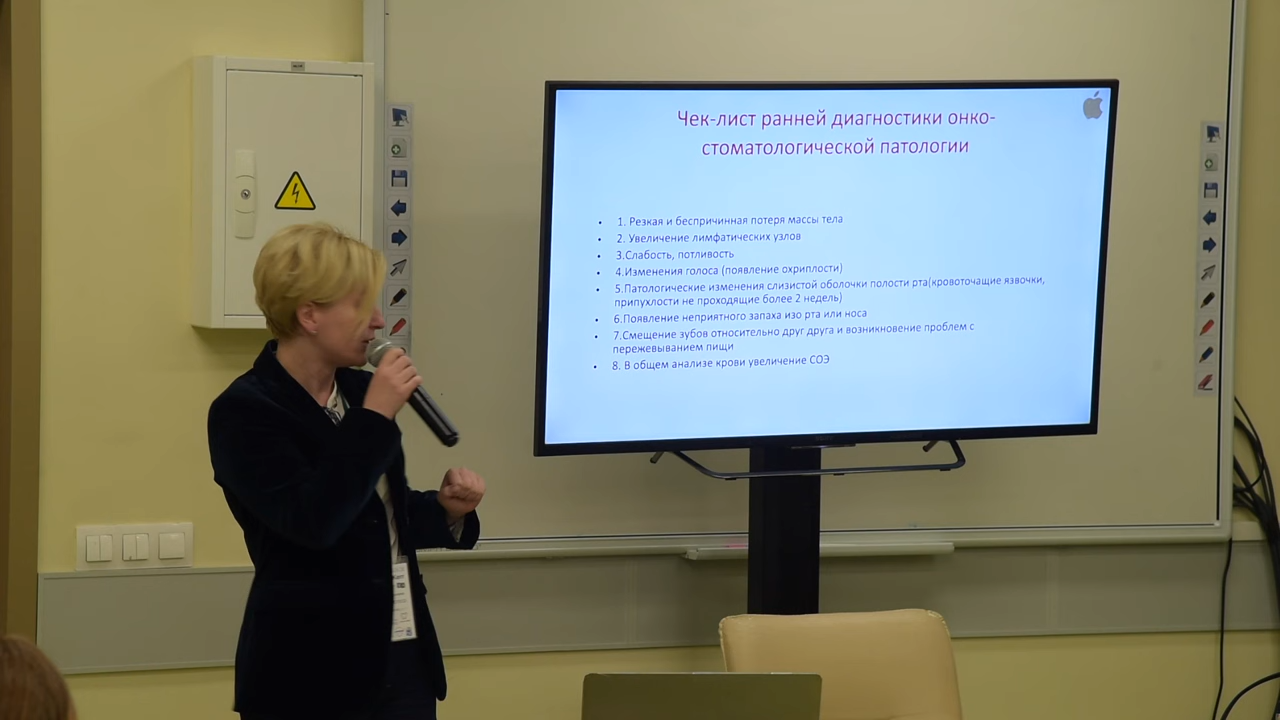 Чек-лист ранней диагностики онко-
стоматологической патологии
• 1. Резкая и беспричинная потеря массы тела
• 2. Увеличение лимфатических узлов
• 3.Слабость, потливость
• 4.Изменения голоса (появление охриплости)
• 5.Патологические изменения слизистой оболочки полости рта(кровоточащие язвочки,
припухлости не проходящие более 2 недель)
• 6.Появление неприятного запаха изо рта или носа
• 7.Смещение зубов относительно друг друга и возникновение проблем с
пережевыванием пищи
• 8. В общем анализе крови увеличение СОЭ